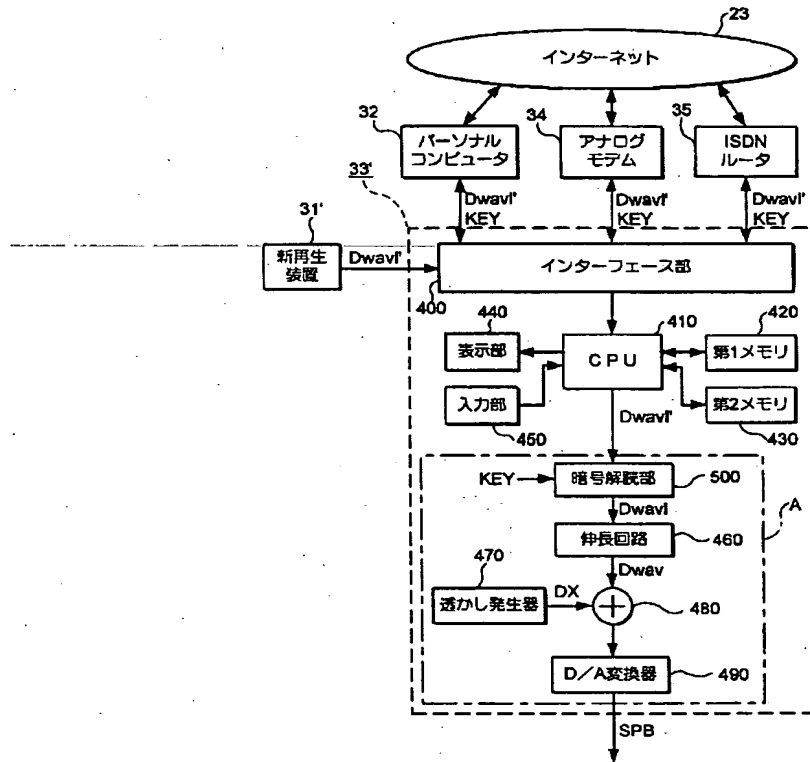 23
インターネット
32
パーソナル
コンピュータ
34
アナログ
モデム
35
ISDN
ルータ
33'
Dwavl'
KEY
Dwavl'
KEY
Dwavl'
KEY
31'
新再生
装置
Dwavl'
インターフェース部
400
440
表示部
410
CPU
420
第1メモリ
入力部
450
第2メモリ
430
Dwavl'
KEY
暗号解読部
500
A
Dwavl
伸長回路
460
Dwav
470
透かし発生器
DX
480
D/A変換器
490
SPB